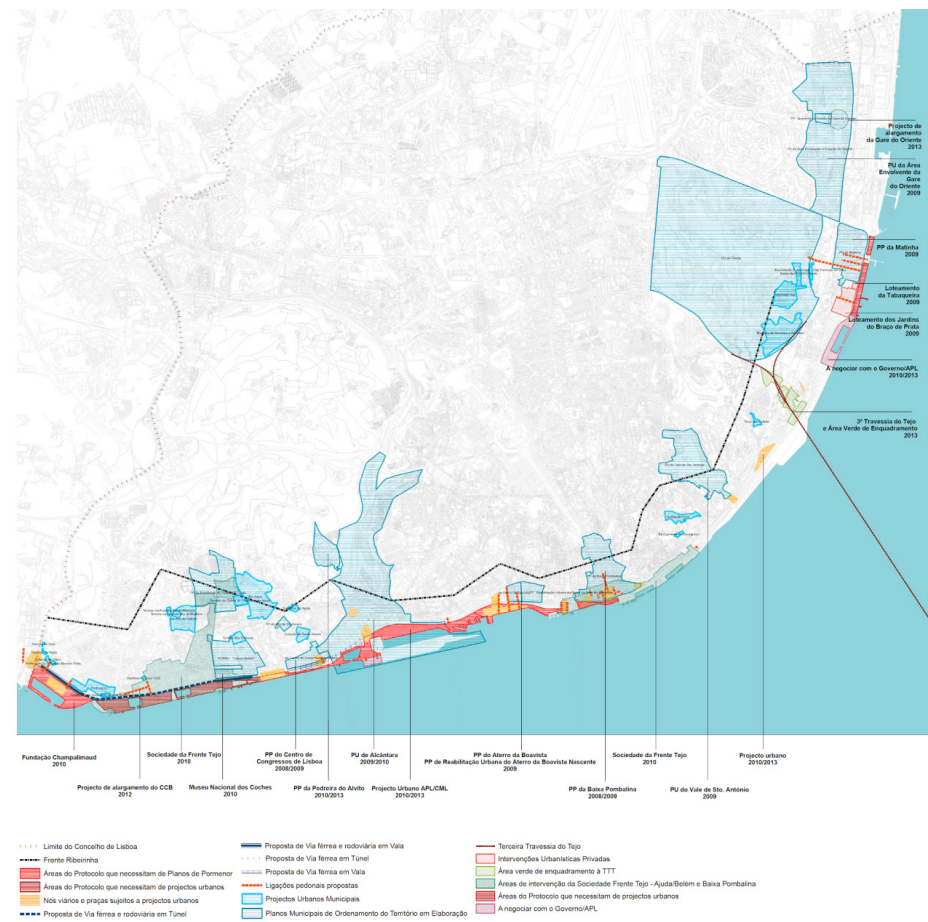 Projecto de
alargamento
da Gare do Oriente
2013
PU da Área
Envolvente da
Gare
do Oriente
2009
PP da Matinha
2009
Loteamento
da Tabaqueira
2009
Loteamento dos Jardins
do Braço de Prata
2009
A negociar com o Governo/APL
2010/2013
3ª Travessia do Tejo
e Área Verde de Enquadramento
2013
Fundação Champalimaud
2010
Sociedade da Frente Tejo
2010
PP do Centro de
Congressos de Lisboa
2008/2009
PU de Alcántara
2009/2010
PP do Aterro da Boavista
PP de Reabilitação Urbana do Aterro da Boavista Nascente
2009
Sociedade da Frente Tejo
2010
Projecto urbano
2010/2013
Projecto de alargamento do CCB
2012
Museu Nacional dos Coches
2010
PP da Pedreira do Alvito
2010/2013
Projecto Urbano APL/CML
2010/2013
PP da Baixa Pombalina
2008/2009
PU do Vale de Sto. António
2009
Limite do Concelho de Lisboa
Frente Ribeirinha
Áreas do Protocolo que necessitam de Planos de Pormenor
Áreas do Protocolo que necessitam de projectos urbanos
Nós viários e praças sujeitos a projectos urbanos
Proposta de Via férrea e rodoviária em Túnel
Proposta de Via férrea e rodoviária em Vala
Proposta de Via férrea em Túnel
Proposta de Via férrea em Vala
Ligações pedonais propostas
Projectos Urbanos Municipais
Planos Municipais de Ordenamento do Território em Elaboração
Terceira Travessia do Tejo
Intervenções Urbanísticas Privadas
Área verde de enquadramento à TTT
Áreas de intervenção da Sociedade Frente Tejo - Ajuda/Belém e Baixa Pombalina
Áreas do Protocolo que necessitam de projectos urbanos
A negociar com o Governo/APL